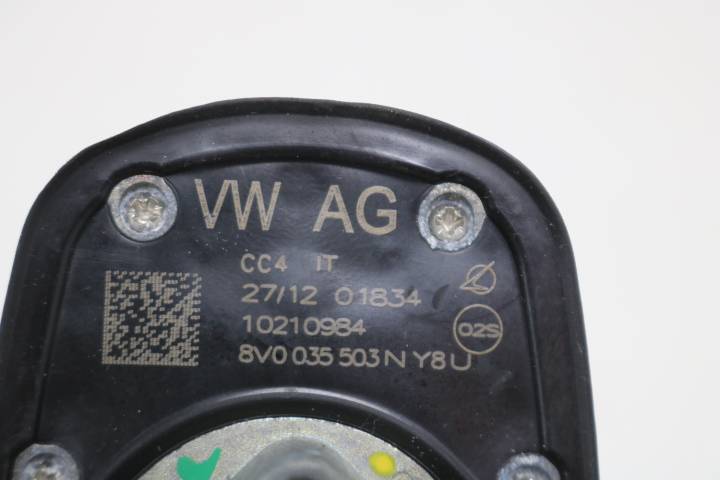 VW AG
CC4 IT
27/12 01834
10210984
02S
8V0 035 503 N Y8U